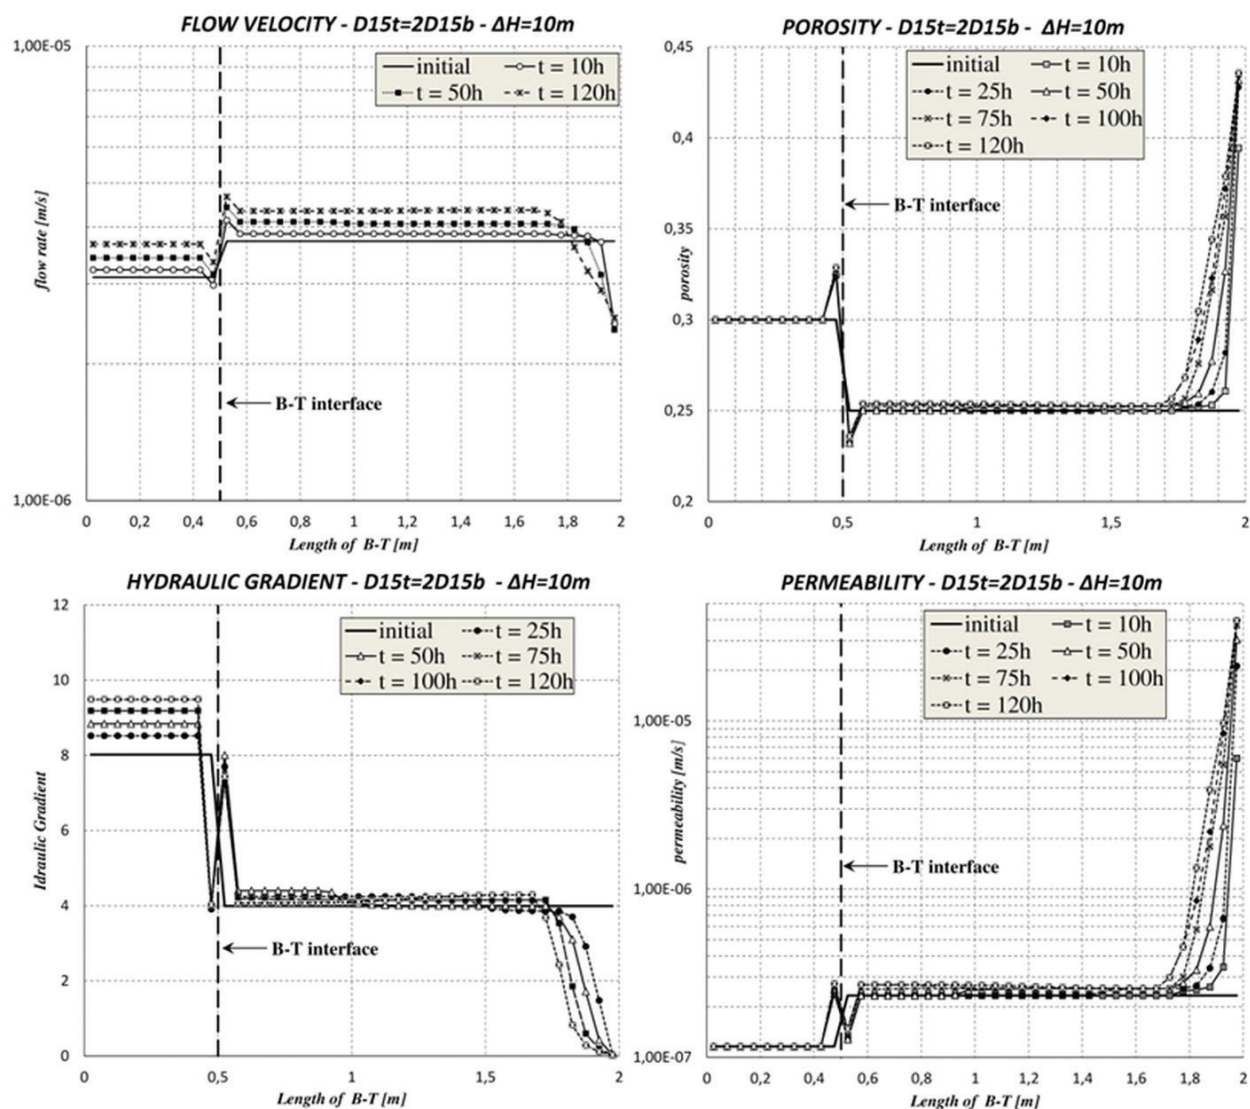 FLOW VELOCITY - D15t=2D15b - ΔH=10m
1,00E-05
initial
t = 10h
t = 50h
t = 120h
flow rate [m/s]
B-T interface
1,00E-06
0 0,2 0,4 0,6 0,8 1 1,2 1,4 1,6 1,8 2
Length of B-T [m]
POROSITY - D15t=2D15b - ΔH=10m
0,45
initial
t = 10h
t = 25h
t = 50h
t = 75h
t = 100h
t = 120h
0,4
0,35
porosity
B-T interface
0,3
0,25
0,2
0 0,5 1 1,5 2
Length of B-T [m]
HYDRAULIC GRADIENT - D15t=2D15b - ΔH=10m
12
initial
t = 25h
t = 50h
t = 75h
t = 100h
t = 120h
10
8
Idraulic Gradient
6
4
B-T interface
2
0
0 0,5 1 1,5 2
Length of B-T [m]
PERMEABILITY - D15t=2D15b - ΔH=10m
initial
t = 10h
t = 25h
t = 50h
t = 75h
t = 100h
t = 120h
1,00E-05
permeability [m/s]
B-T interface
1,00E-06
1,00E-07
0 0,2 0,4 0,6 0,8 1 1,2 1,4 1,6 1,8 2
Length of B-T [m]